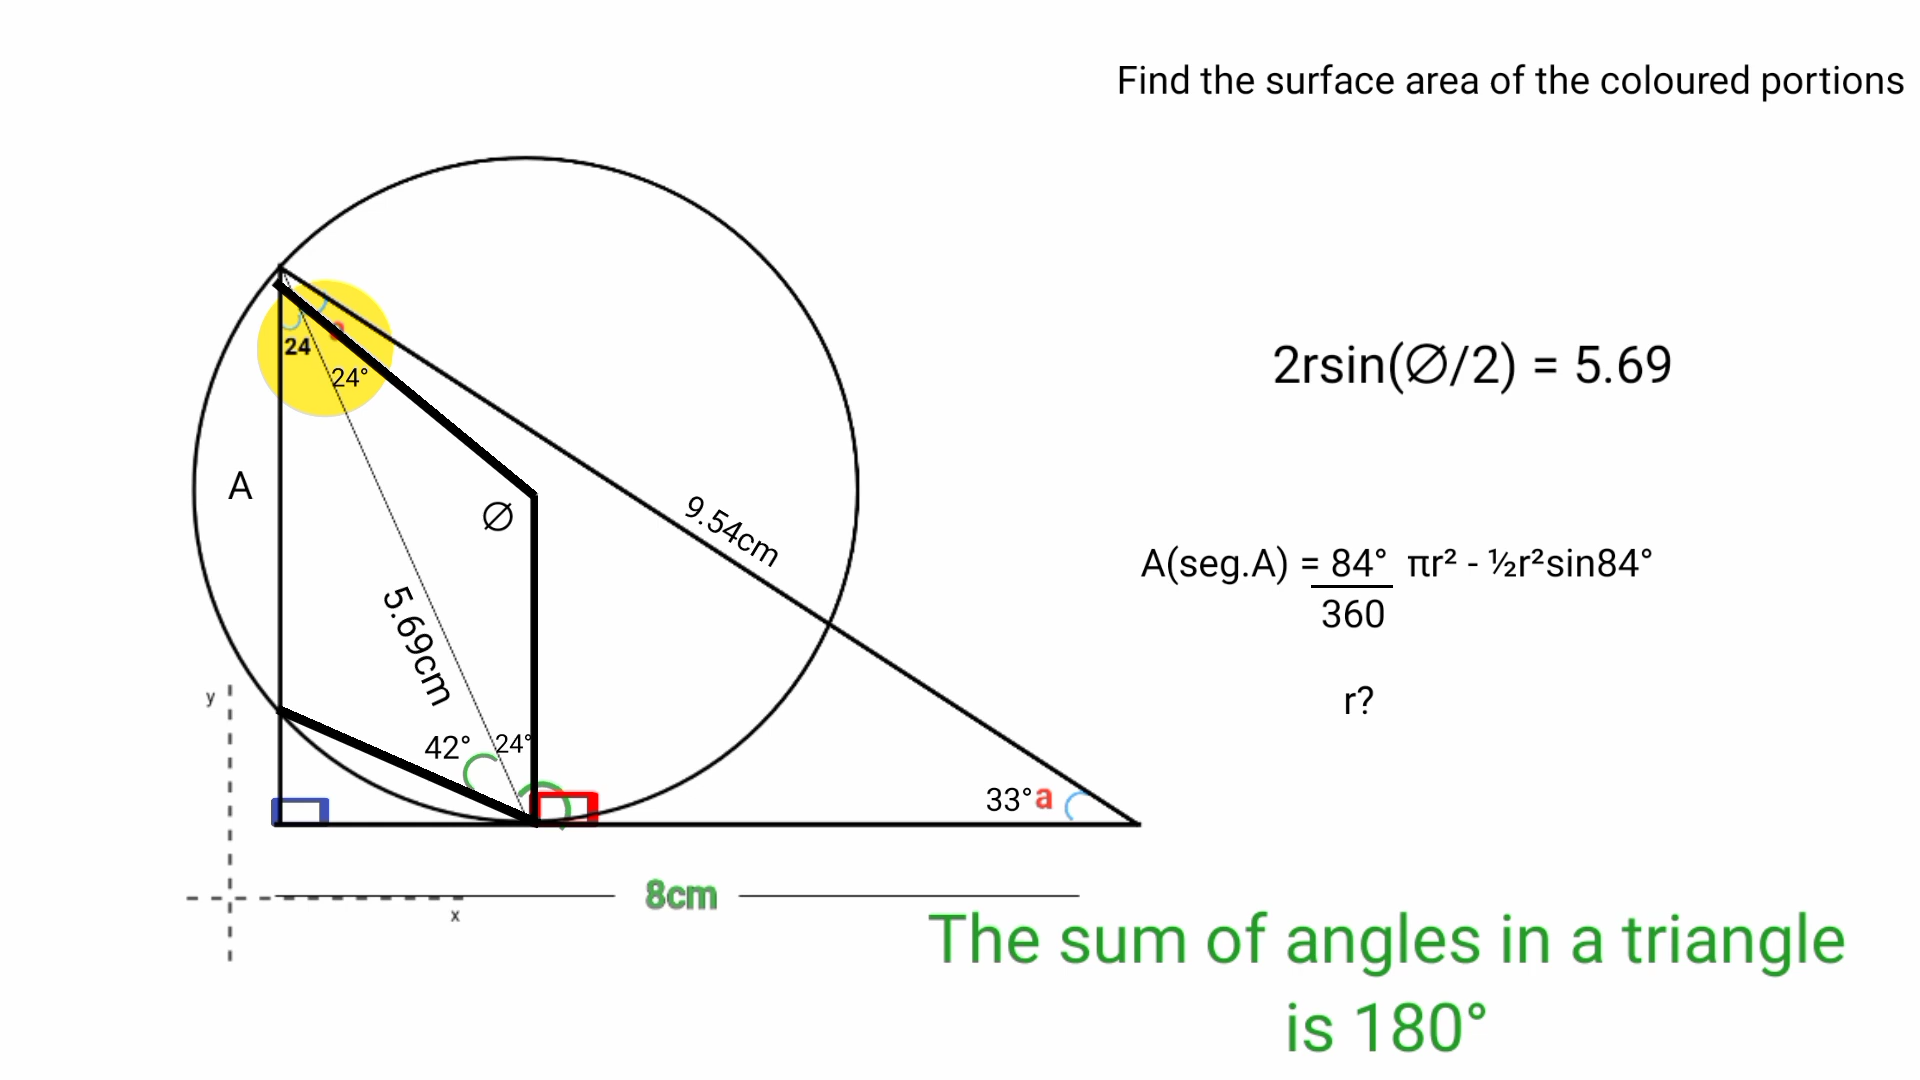 Find the surface area of the coloured portions
a
24
24°
2rsin(∅/2) = 5.69
A
∅
9.54cm
A(seg.A) = 84° πr² - ½r²sin84°
360
5.69cm
y
r?
42°
24°
33°a
8cm
x
The sum of angles in a triangle
is 180°